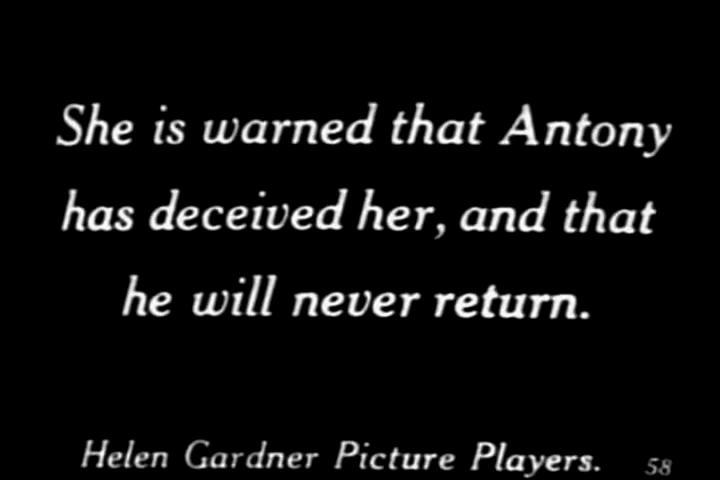 She is warned that Antony
has deceived her, and that
he will never return.
Helen Gardner Picture Players. 58